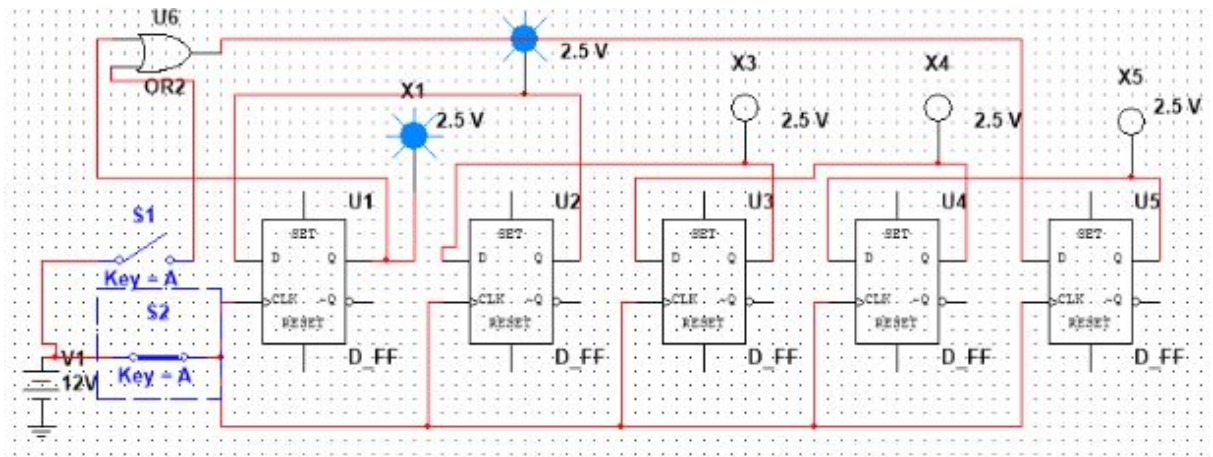 U6
OR2
2.5 V
X1
2.5 V
X3
2.5 V
X4
2.5 V
X5
2.5 V
S1
Key = A
S2
Key = A
V1
12V
U1
SET
D Q
CLK ~Q
RESET
D_FF
U2
SET
D Q
CLK ~Q
RESET
D_FF
U3
SET
D Q
CLK ~Q
RESET
D_FF
U4
SET
D Q
CLK ~Q
RESET
D_FF
U5
SET
D Q
CLK ~Q
RESET
D_FF